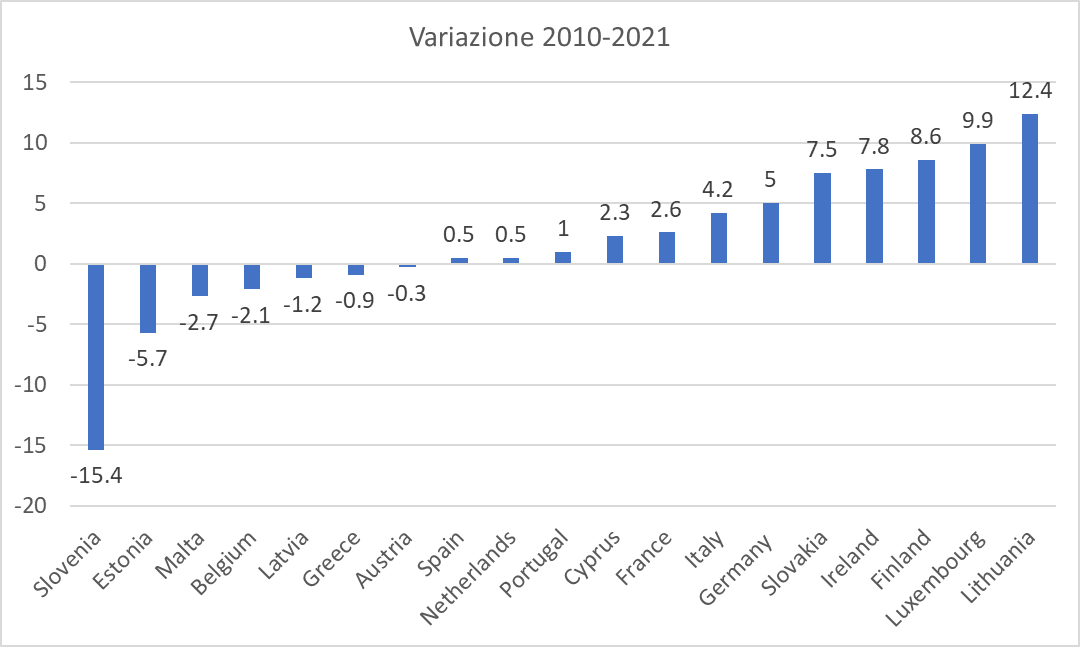 Variazione 2010-2021
15
10
5
0
-5
-10
-15
-20
-15.4
-5.7
-2.7
-2.1
-1.2
-0.9
-0.3
0.5
0.5
1
2.3
2.6
4.2
5
7.5
7.8
8.6
9.9
12.4
Slovenia
Estonia
Malta
Belgium
Latvia
Greece
Austria
Spain
Netherlands
Portugal
Cyprus
France
Italy
Germany
Slovakia
Ireland
Finland
Luxembourg
Lithuania